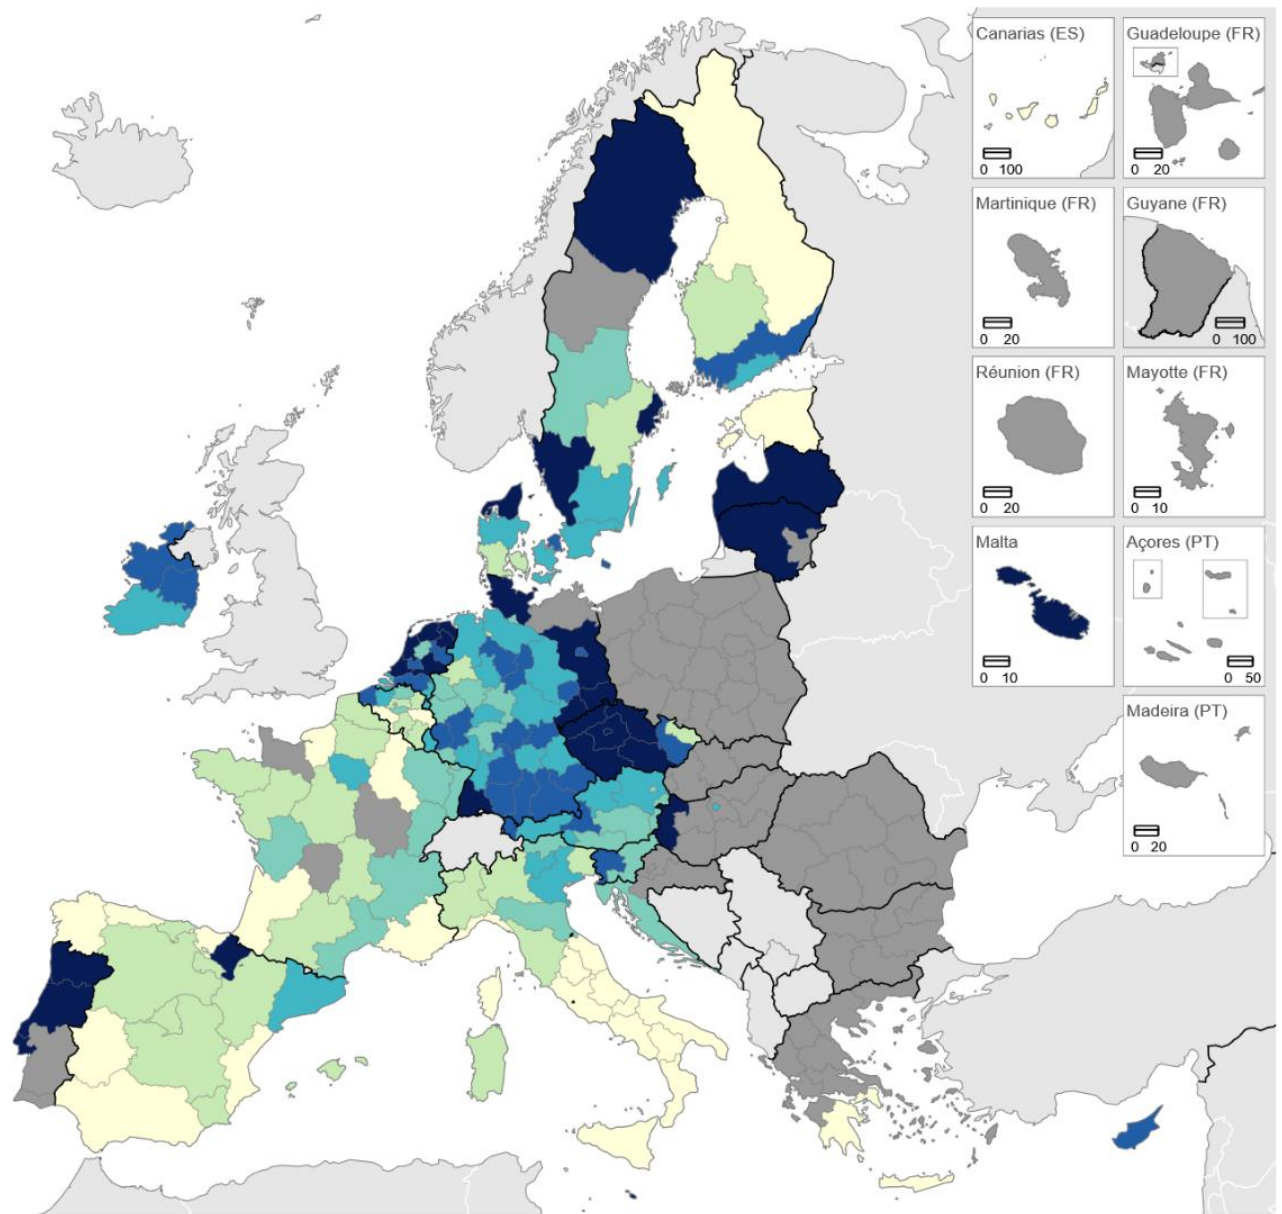 Canarias (ES)
0 100
Guadeloupe (FR)
0 20
Martinique (FR)
0 20
Guyane (FR)
0 100
Réunion (FR)
0 20
Mayotte (FR)
0 10
Malta
0 10
Açores (PT)
0 50
Madeira (PT)
0 20